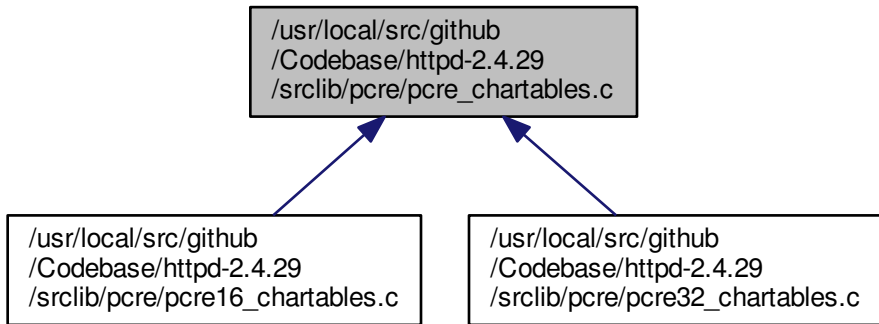 /usr/local/src/github
/Codebase/httpd-2.4.29
/srclib/pcre/pcre_chartables.c
/usr/local/src/github
/Codebase/httpd-2.4.29
/srclib/pcre/pcre16_chartables.c
/usr/local/src/github
/Codebase/httpd-2.4.29
/srclib/pcre/pcre32_chartables.c